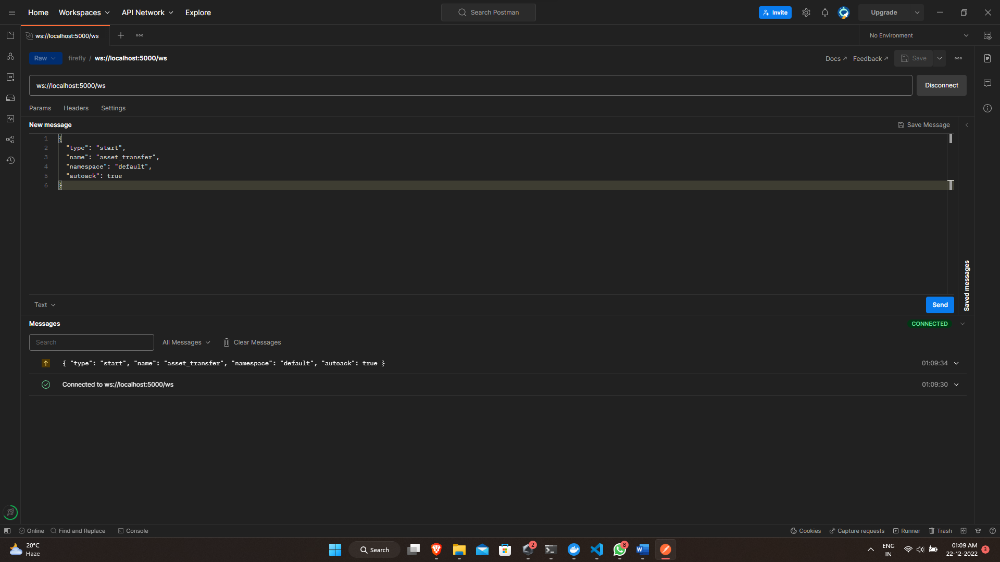 Home Workspaces API Network Explore
Search Postman
Invite
Upgrade
ws://localhost:5000/ws
No Environment
Raw firefly / ws://localhost:5000/ws
Docs Feedback Save
ws://localhost:5000/ws
Disconnect
Params Headers Settings
New message
Save Message
1 {
2 "type": "start",
3 "name": "asset_transfer",
4 "namespace": "default",
5 "autoack": true
6 }
Saved messages
Text
Send
Messages
CONNECTED
Search
All Messages
Clear Messages
{ "type": "start", "name": "asset_transfer", "namespace": "default", "autoack": true } 01:09:34
Connected to ws://localhost:5000/ws 01:09:30
Online Find and Replace Console
Cookies Capture requests Runner Trash
20°C
Haze
Search
2
8
ENG
IN
01:09 AM
22-12-2022
3